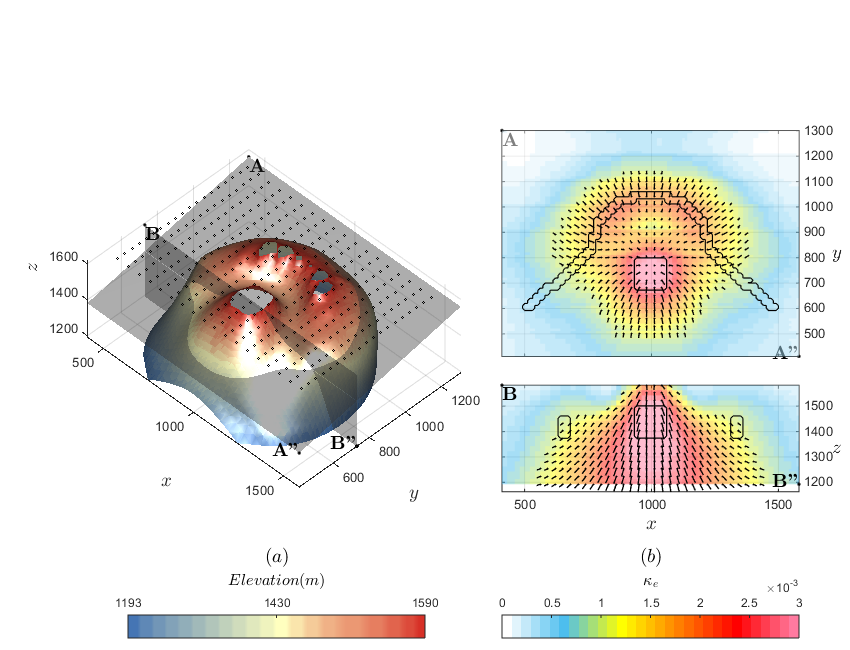 A
B
z
1600
1400
1200
500
1000
1500
x
A"
B"
600
800
1000
1200
y
A
1300
1200
1100
1000
900
800
700
600
500
y
A"
B
1500
1400
1300
1200
z
B"
500
1000
1500
x
(a)
(b)
Elevation(m)
1193 1430 1590
κe
×10-3
0 0.5 1 1.5 2 2.5 3